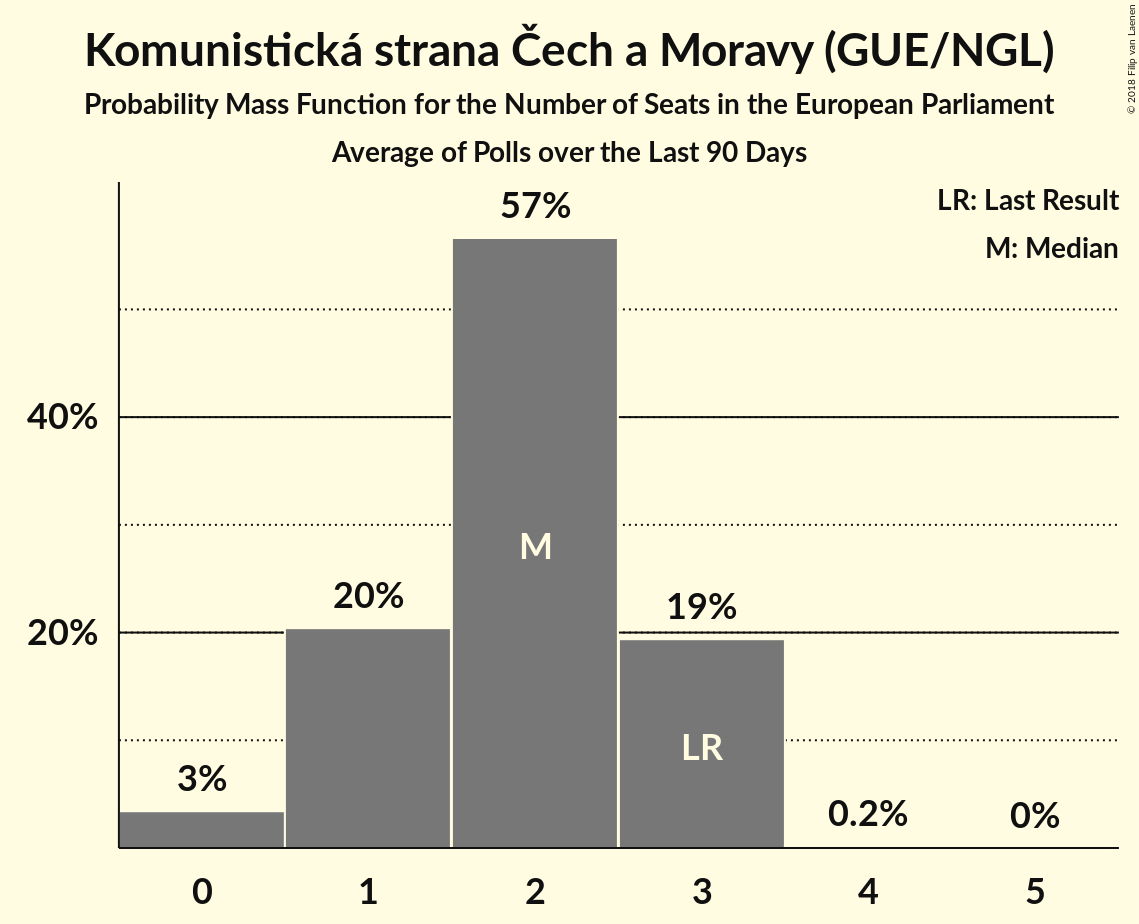 Komunistická strana Čech a Moravy (GUE/NGL)
Probability Mass Function for the Number of Seats in the European Parliament
Average of Polls over the Last 90 Days
© 2018 Filip van Laenen
LR: Last Result
M: Median
57%
40%
M
20%
19%
20%
LR
3%
0.2%
0%
0 1 2 3 4 5